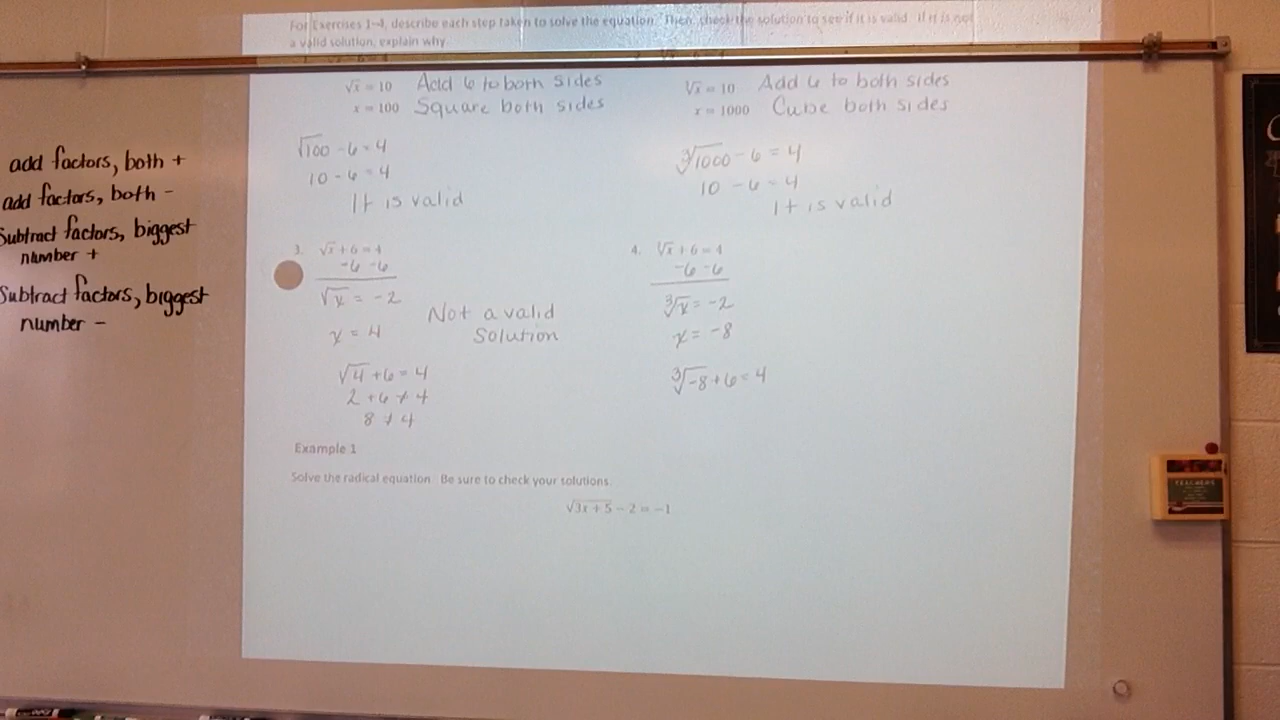 For Exercises 1-4, describe each step taken to solve the equation. Then, check the solution to see if it is valid. If it is not
a valid solution, explain why.
√x = 10 Add 6 to both sides
x = 100 Square both sides
√100 - 6 = 4
10 - 6 = 4
It is valid
∛x = 10 Add 6 to both sides
x = 1000 Cube both sides
∛1000 - 6 = 4
10 - 6 = 4
It is valid
3. √x + 6 = 4
-6 -6
√x = -2
x = 4
Not a valid
Solution
√4 + 6 = 4
2 + 6 ≠ 4
8 ≠ 4
4. ∛x + 6 = 4
-6 -6
∛x = -2
x = -8
∛-8 + 6 = 4
Example 1
Solve the radical equation. Be sure to check your solutions.
√3x + 5 - 2 = -1
add factors, both +
add factors, both -
Subtract factors, biggest
number +
Subtract factors, biggest
number -
TEACHERS